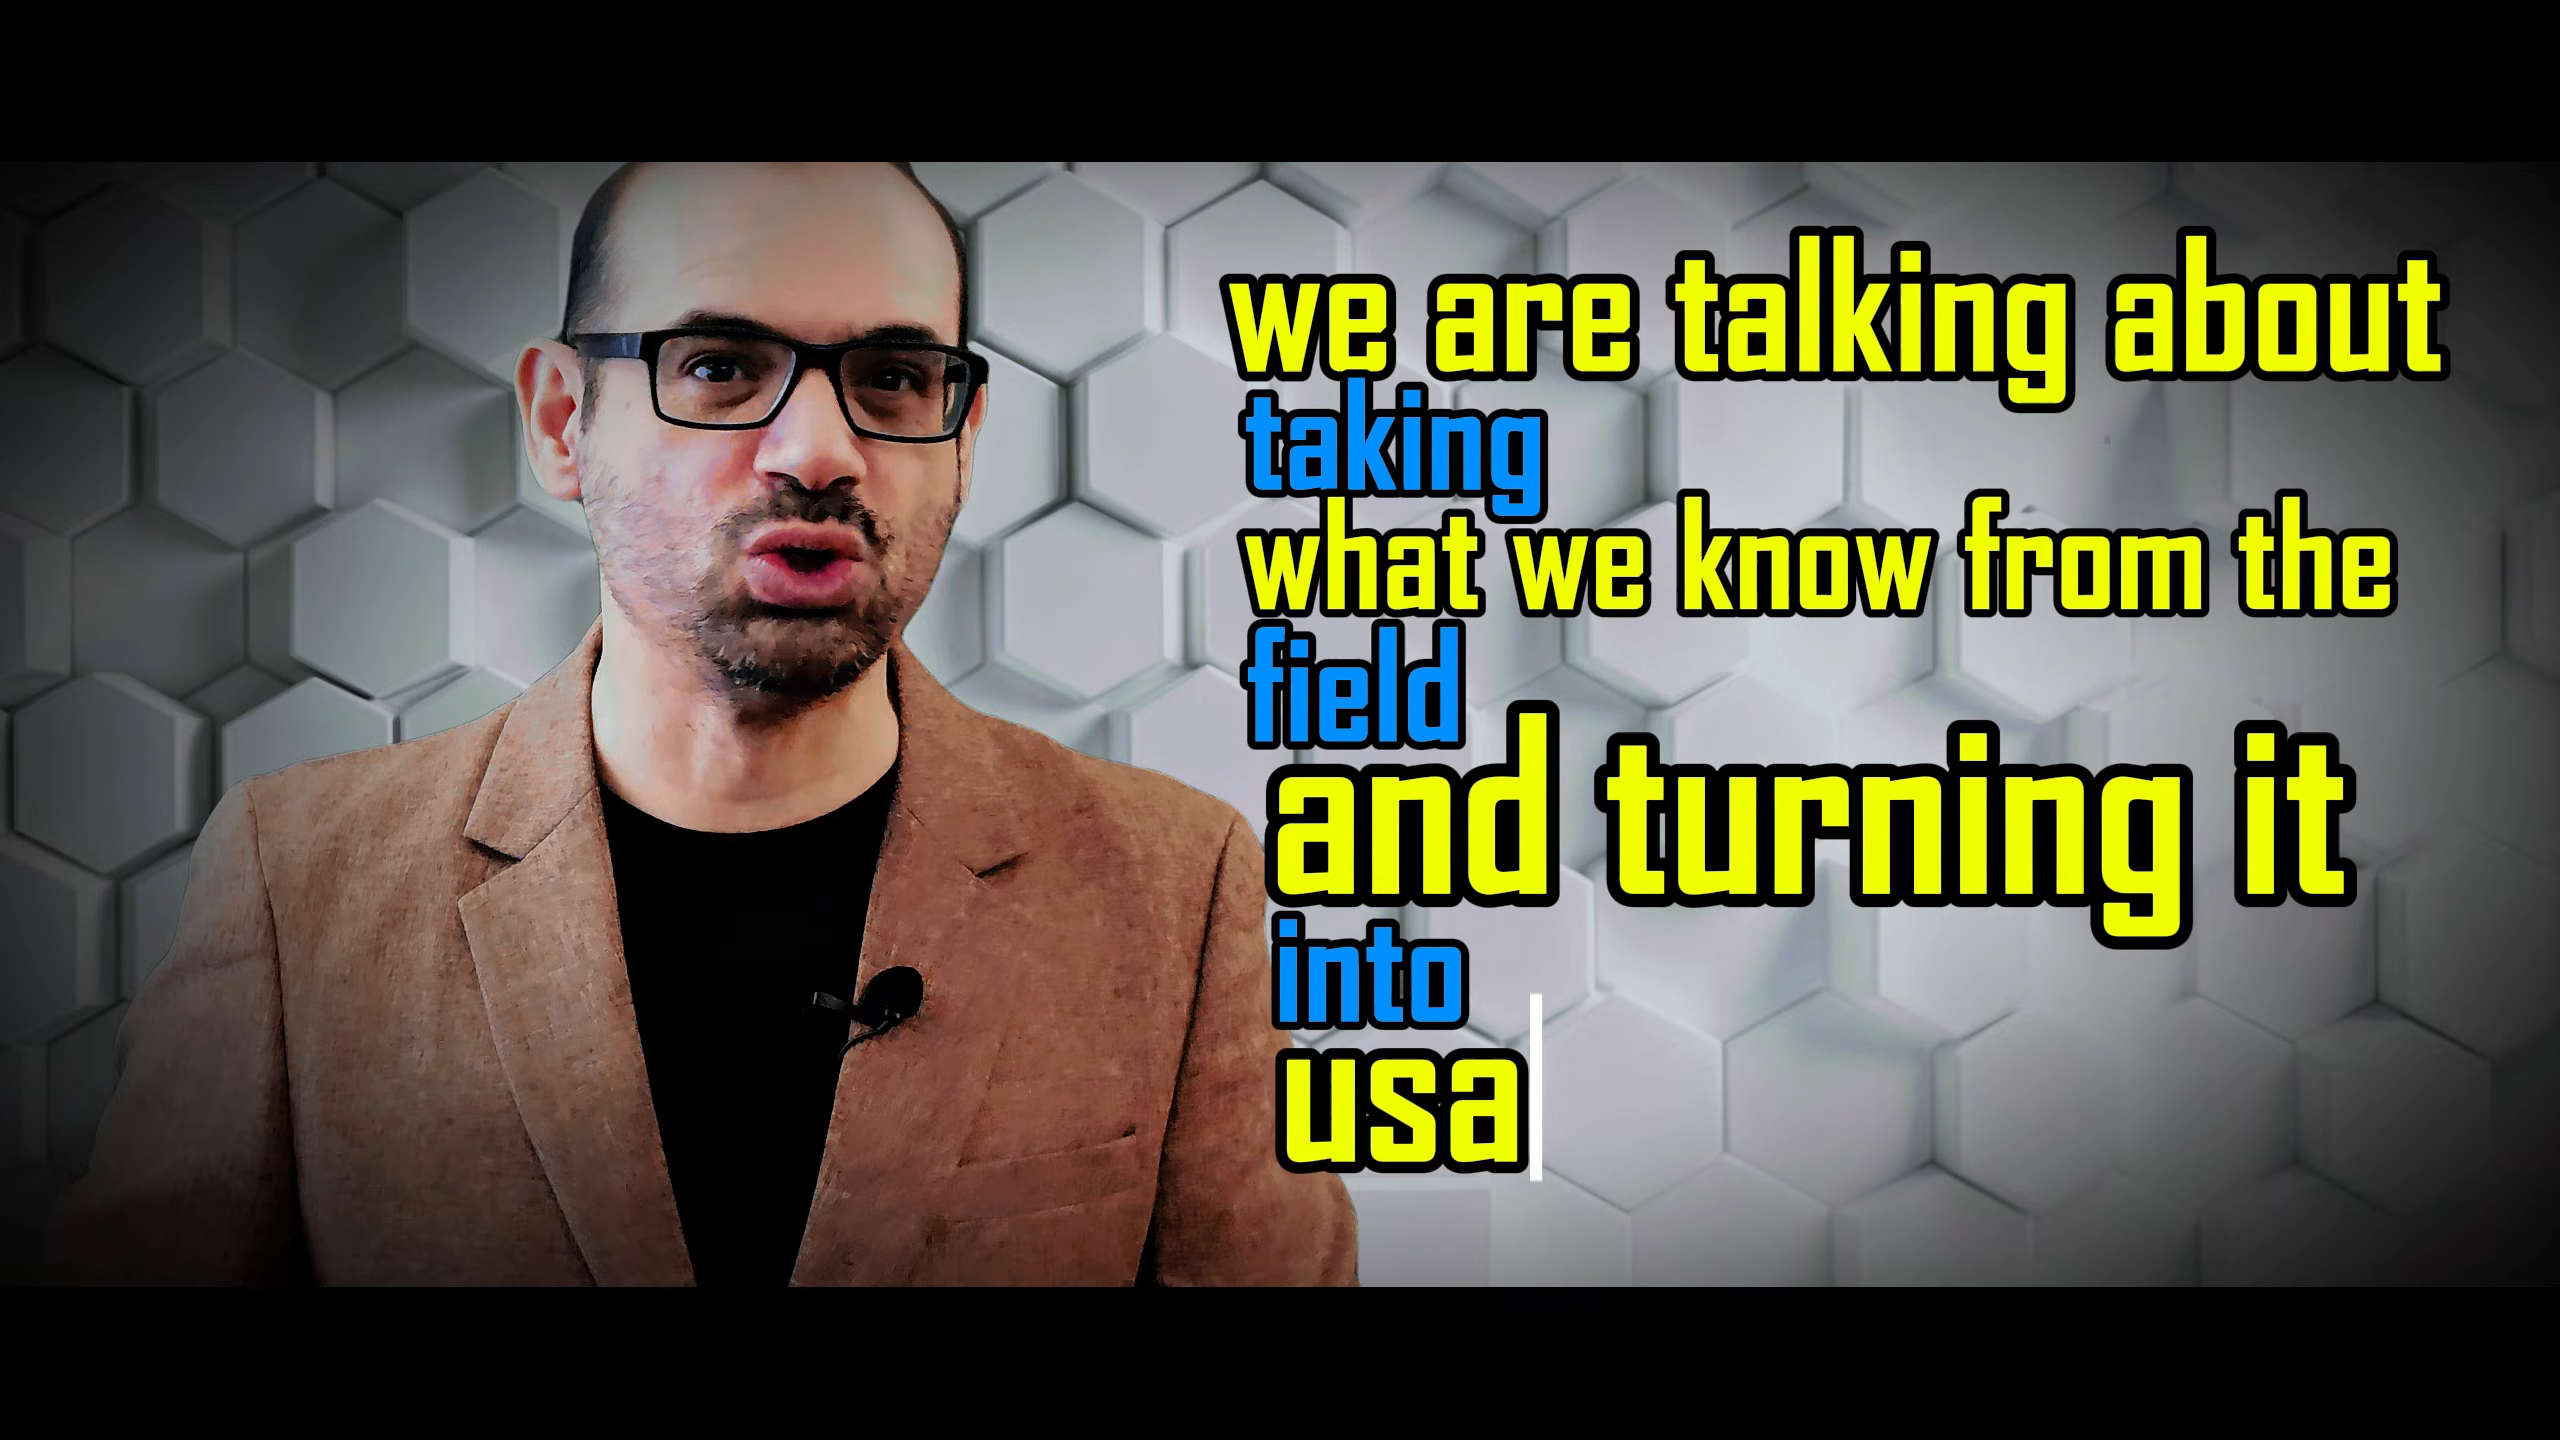 we are talking about
taking
what we know from the
field
and turning it
into
usa